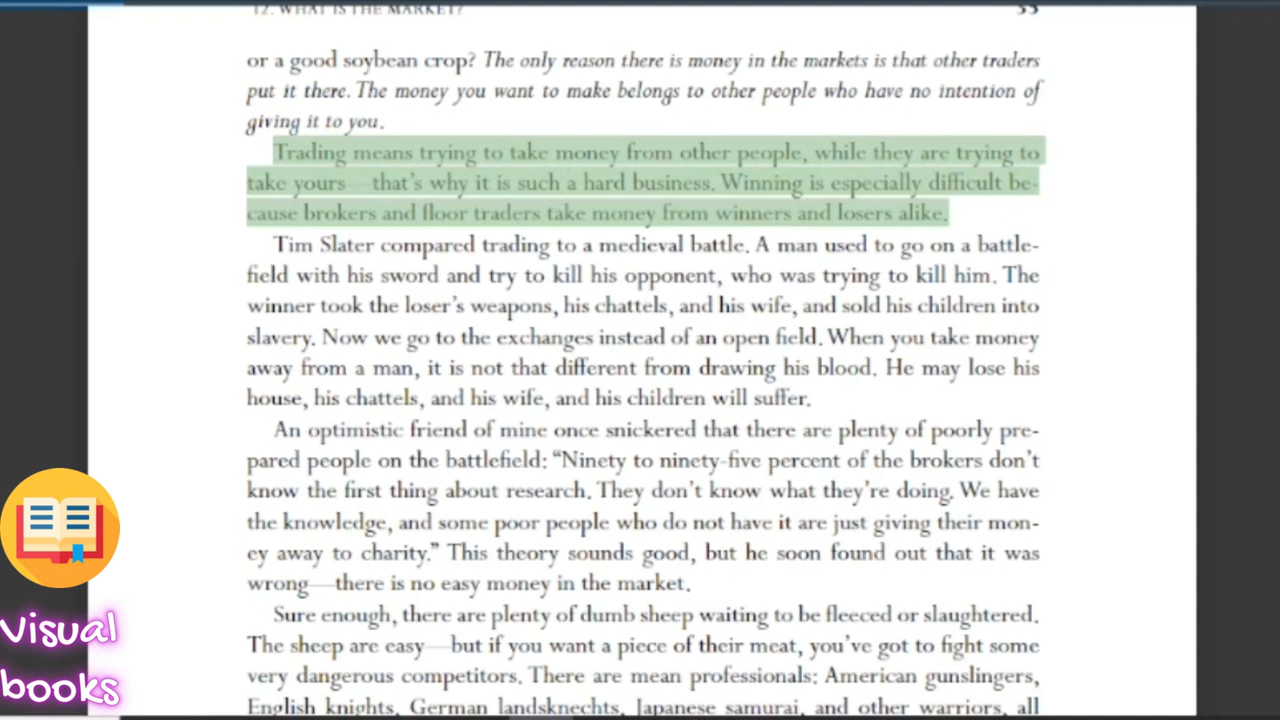 12. WHAT IS THE MARKET? 55
or a good soybean crop? The only reason there is money in the markets is that other traders
put it there. The money you want to make belongs to other people who have no intention of
giving it to you.
Trading means trying to take money from other people, while they are trying to
take yours—that's why it is such a hard business. Winning is especially difficult be-
cause brokers and floor traders take money from winners and losers alike.
Tim Slater compared trading to a medieval battle. A man used to go on a battle-
field with his sword and try to kill his opponent, who was trying to kill him. The
winner took the loser's weapons, his chattels, and his wife, and sold his children into
slavery. Now we go to the exchanges instead of an open field. When you take money
away from a man, it is not that different from drawing his blood. He may lose his
house, his chattels, and his wife, and his children will suffer.
An optimistic friend of mine once snickered that there are plenty of poorly pre-
pared people on the battlefield: “Ninety to ninety-five percent of the brokers don't
know the first thing about research. They don't know what they're doing. We have
the knowledge, and some poor people who do not have it are just giving their mon-
ey away to charity.” This theory sounds good, but he soon found out that it was
wrong—there is no easy money in the market.
Sure enough, there are plenty of dumb sheep waiting to be fleeced or slaughtered.
The sheep are easy—but if you want a piece of their meat, you've got to fight some
very dangerous competitors. There are mean professionals: American gunslingers,
English knights, German landsknechts, Japanese samurai, and other warriors, all
Visual
books